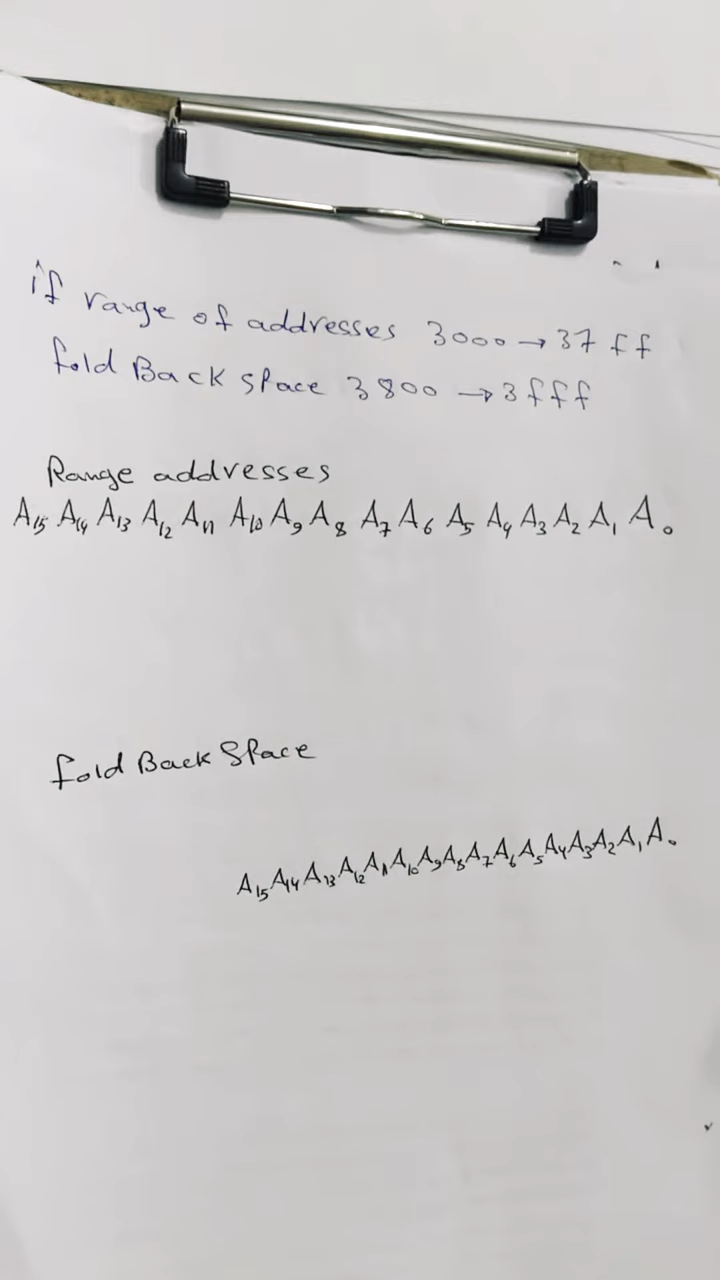 if range of addresses 3000 → 37ff
fold Back space 3800 → 3fff
Range addresses
A15 A14 A13 A12 A11 A10 A9 A8 A7 A6 A5 A4 A3 A2 A1 A0
fold Back Space
A15 A14 A13 A12 A11 A10 A9 A8 A7 A6 A5 A4 A3 A2 A1 A0